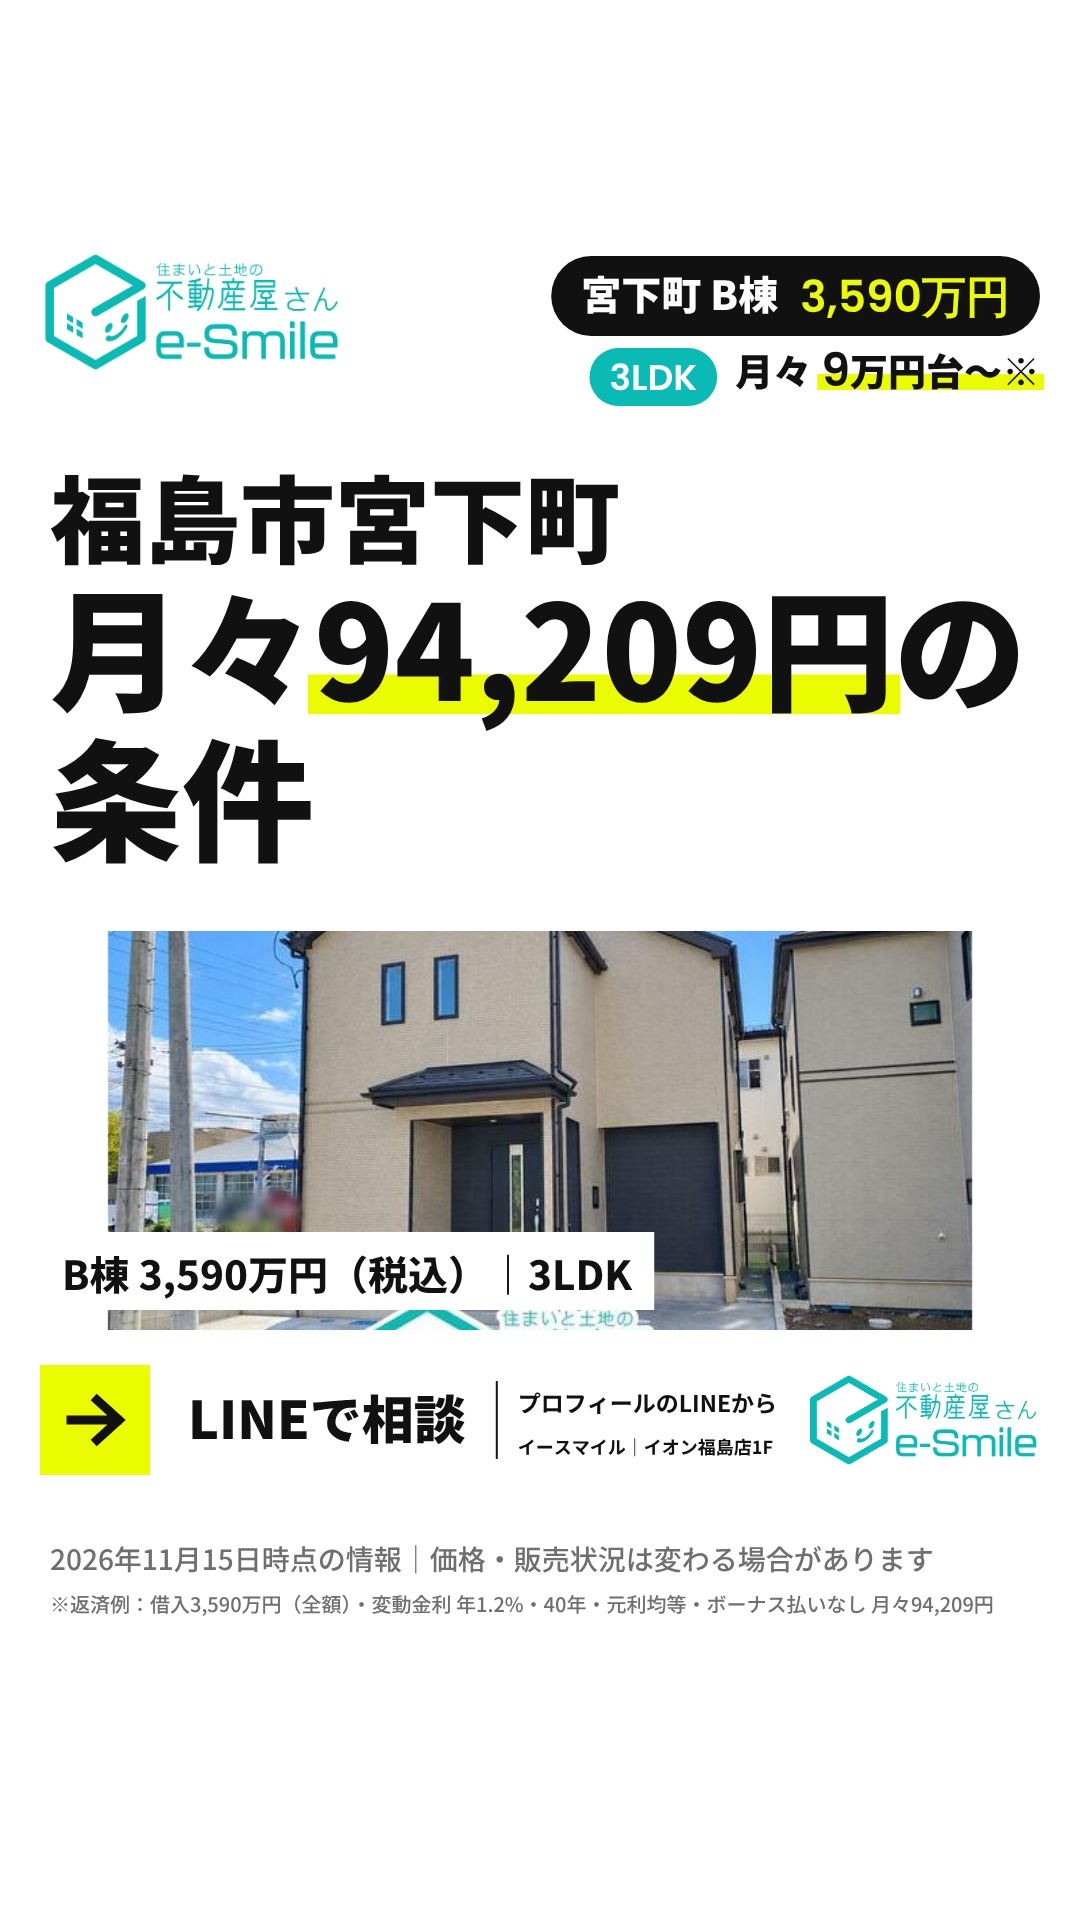 住まいと土地の
不動産屋さん
e-Smile
宮下町 B棟 3,590万円
3LDK 月々 9万円台〜※
福島市宮下町
月々94,209円の
条件
B棟 3,590万円（税込）｜3LDK
住まいと土地の
LINEで相談
プロフィールのLINEから
イースマイル｜イオン福島店1F
住まいと土地の
不動産屋さん
e-Smile
2026年11月15日時点の情報｜価格・販売状況は変わる場合があります
※返済例：借入3,590万円（全額）・変動金利 年1.2%・40年・元利均等・ボーナス払いなし 月々94,209円